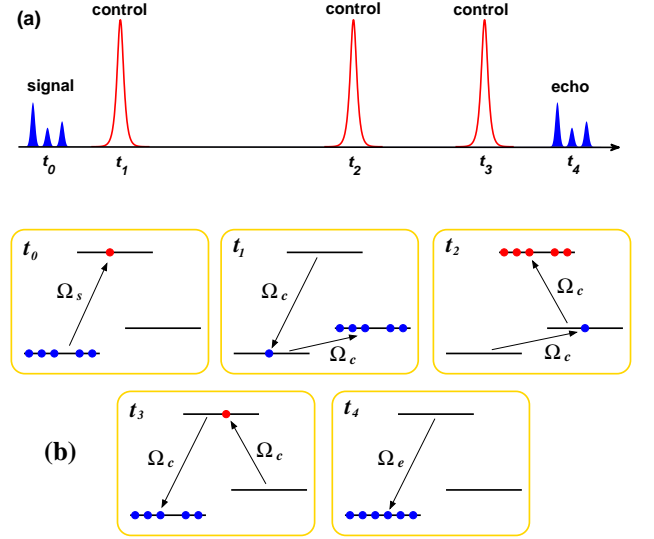 (a)
control control control
signal echo
t0 t1 t2 t3 t4
t0 t1 t2
Ωs Ωc Ωc Ωc Ωc
t3 t4
(b) Ωc Ωc Ωe